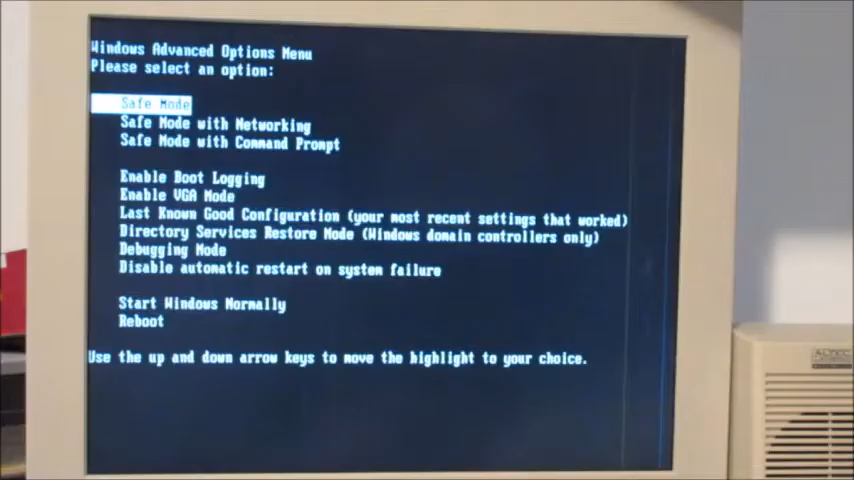 Windows Advanced Options Menu
Please select an option:
Safe Mode
Safe Mode with Networking
Safe Mode with Command Prompt
Enable Boot Logging
Enable VGA Mode
Last Known Good Configuration (your most recent settings that worked)
Directory Services Restore Mode (Windows domain controllers only)
Debugging Mode
Disable automatic restart on system failure
Start Windows Normally
Reboot
Use the up and down arrow keys to move the highlight to your choice.
ALTEC